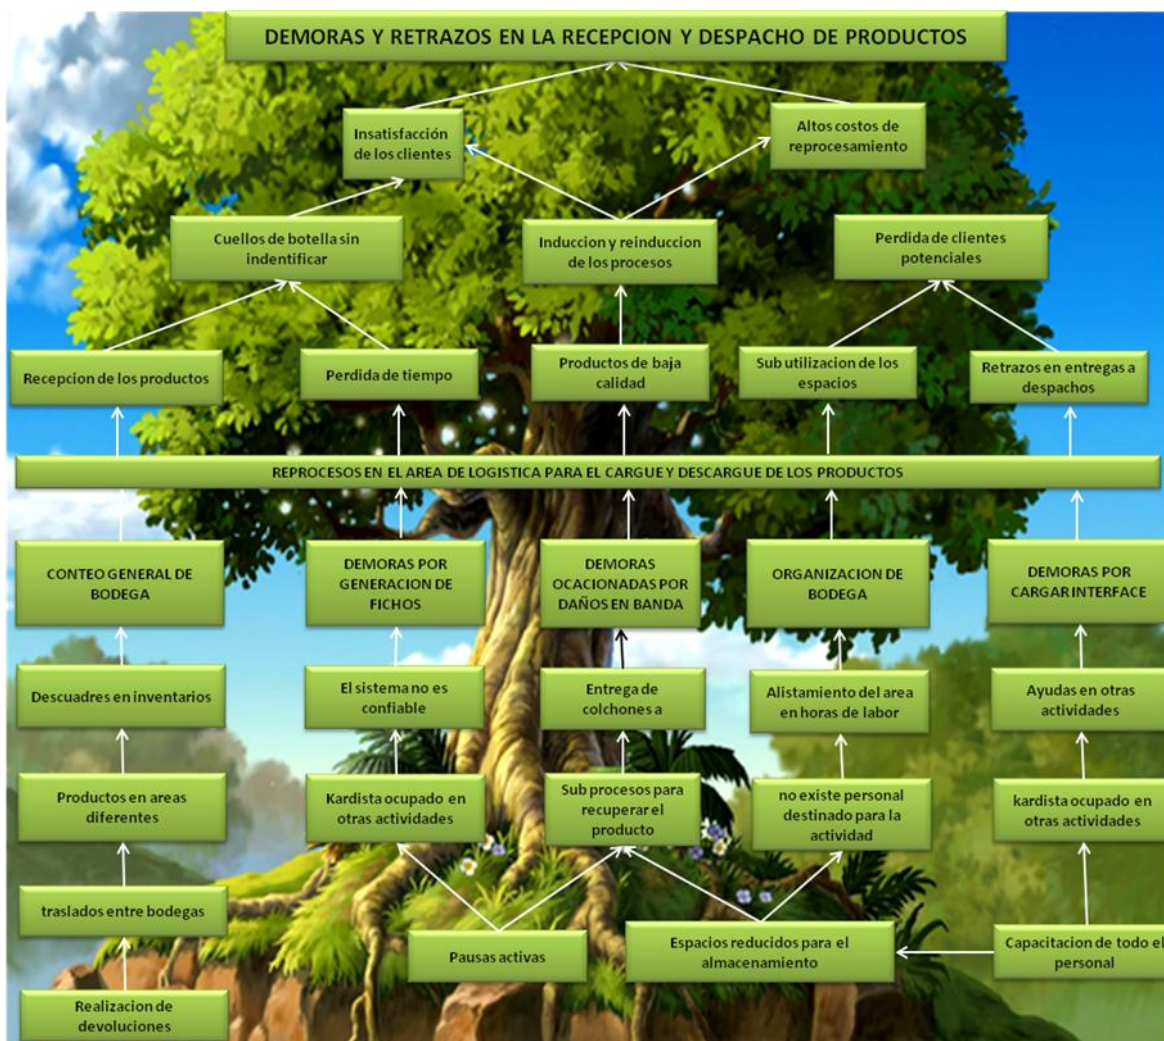 DEMORAS Y RETRAZOS EN LA RECEPCION Y DESPACHO DE PRODUCTOS
Insatisfacción
de los clientes
Altos costos de
reprocesamiento
Cuellos de botella sin
indentificar
Induccion y reinduccion
de los procesos
Perdida de clientes
potenciales
Recepcion de los productos
Perdida de tiempo
Productos de baja
calidad
Sub utilizacion de los
espacios
Retrazos en entregas a
despachos
REPROCESOS EN EL AREA DE LOGISTICA PARA EL CARGUE Y DESCARGUE DE LOS PRODUCTOS
CONTEO GENERAL DE
BODEGA
DEMORAS POR
GENERACION DE
FICHOS
DEMORAS
OCACIONADAS POR
DAÑOS EN BANDA
ORGANIZACION DE
BODEGA
DEMORAS POR
CARGAR INTERFACE
Descuadres en inventarios
El sistema no es
confiable
Entrega de
colchones a
Alistamiento del area
en horas de labor
Ayudas en otras
actividades
Productos en areas
diferentes
Kardista ocupado en
otras actividades
Sub procesos para
recuperar el
producto
no existe personal
destinado para la
actividad
kardista ocupado en
otras actividades
traslados entre bodegas
Pausas activas
Espacios reducidos para el
almacenamiento
Capacitacion de todo el
personal
Realizacion de
devoluciones